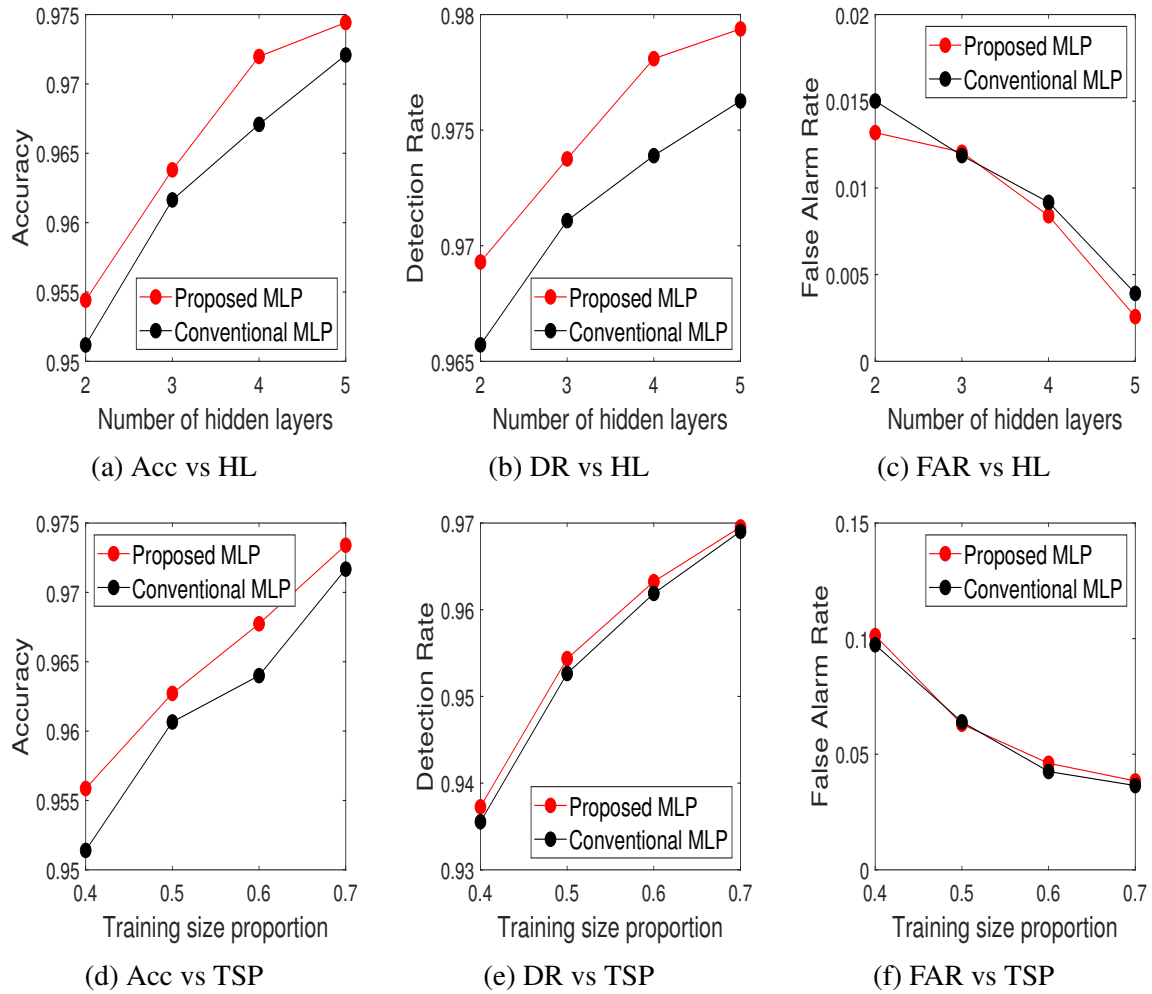 0.975
0.97
0.965
0.96
0.955
0.95
Accuracy
Proposed MLP
Conventional MLP
2
3
4
5
Number of hidden layers
(a) Acc vs HL
0.98
0.975
0.97
0.965
Detection Rate
Proposed MLP
Conventional MLP
2
3
4
5
Number of hidden layers
(b) DR vs HL
0.02
0.015
0.01
0.005
0
False Alarm Rate
Proposed MLP
Conventional MLP
2
3
4
5
Number of hidden layers
(c) FAR vs HL
0.975
0.97
0.965
0.96
0.955
0.95
Accuracy
Proposed MLP
Conventional MLP
0.4
0.5
0.6
0.7
Training size proportion
(d) Acc vs TSP
0.97
0.96
0.95
0.94
0.93
Detection Rate
Proposed MLP
Conventional MLP
0.4
0.5
0.6
0.7
Training size proportion
(e) DR vs TSP
0.15
0.10
0.05
0
False Alarm Rate
Proposed MLP
Conventional MLP
0.4
0.5
0.6
0.7
Training size proportion
(f) FAR vs TSP